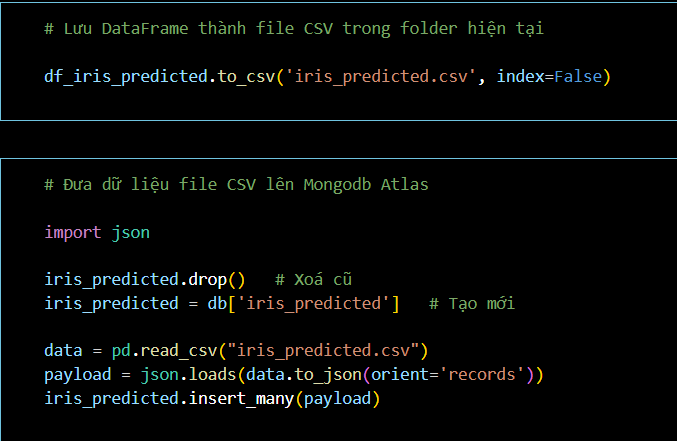 # Lưu DataFrame thành file CSV trong folder hiện tại
df_iris_predicted.to_csv('iris_predicted.csv', index=False)
# Đưa dữ liệu file CSV lên Mongodb Atlas
import json
iris_predicted.drop()   # Xoá cũ
iris_predicted = db['iris_predicted']   # Tạo mới
data = pd.read_csv("iris_predicted.csv")
payload = json.loads(data.to_json(orient='records'))
iris_predicted.insert_many(payload)